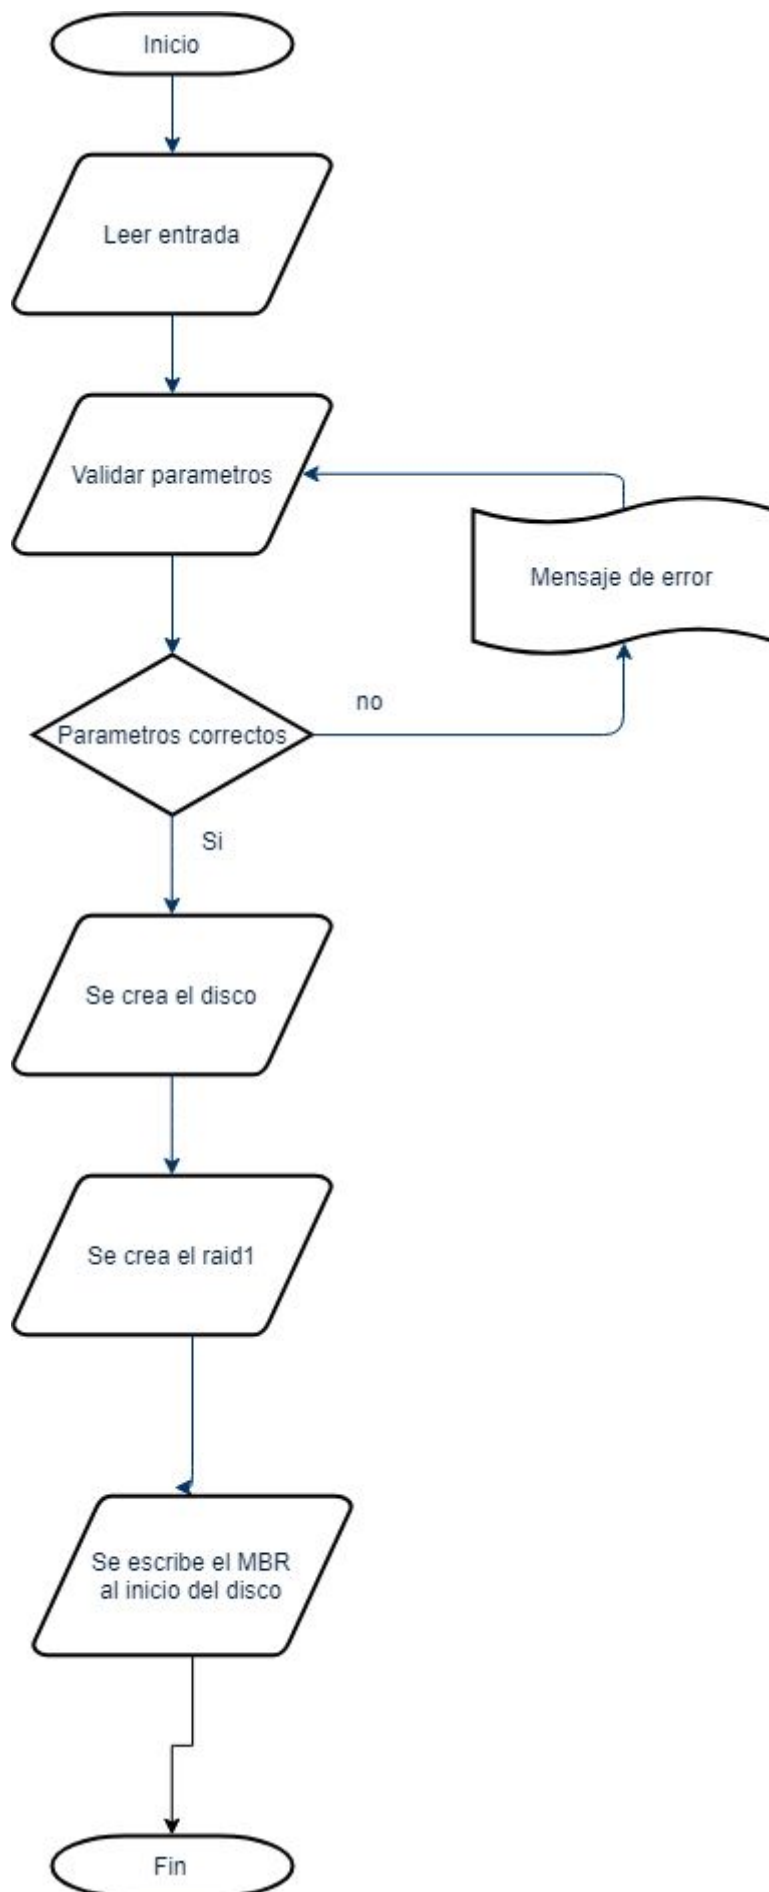 Inicio
Leer entrada
Validar parametros
Mensaje de error
Parametros correctos
no
Si
Se crea el disco
Se crea el raid1
Se escribe el MBR
al inicio del disco
Fin